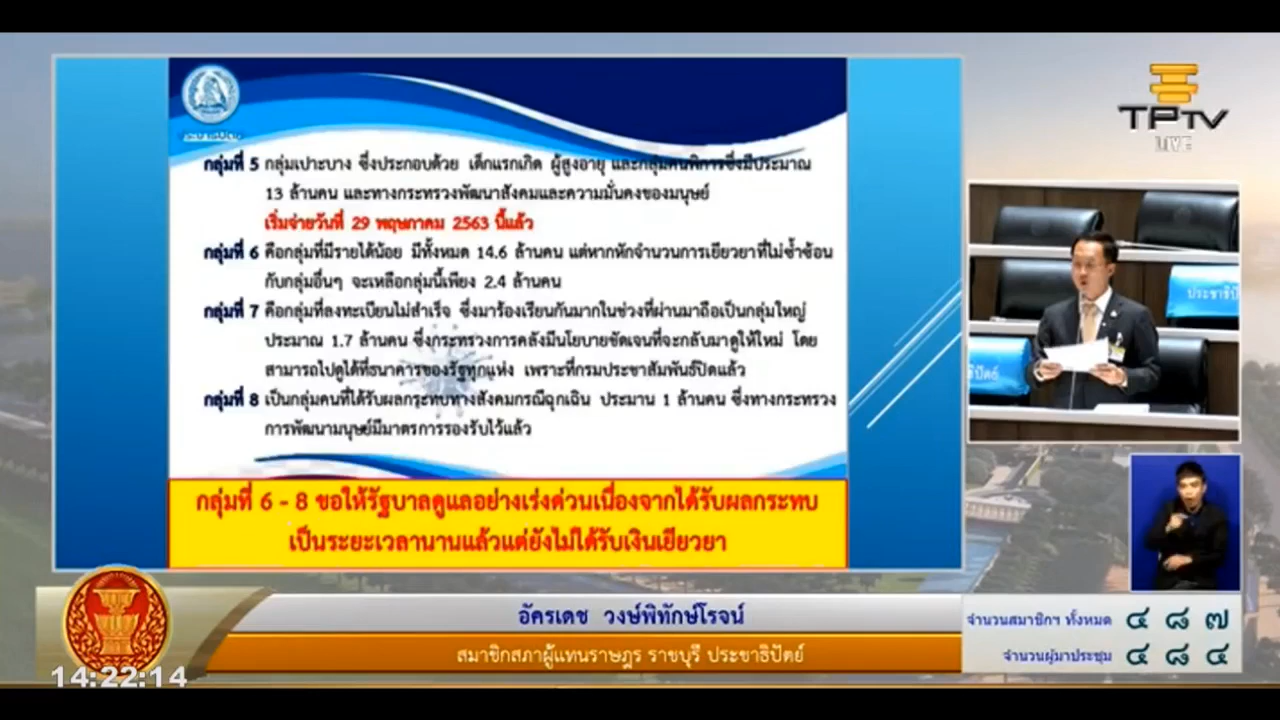 TPTV
LIVE
กลุ่มที่ 5 กลุ่มเปาะบาง ซึ่งประกอบด้วย เด็กแรกเกิด ผู้สูงอายุ และกลุ่มคนพิการซึ่งมีประมาณ
13 ล้านคน และทางกระทรวงพัฒนาสังคมและความมั่นคงของมนุษย์
เริ่มจ่ายวันที่ 29 พฤษภาคม 2563 นี้แล้ว
กลุ่มที่ 6 คือกลุ่มที่มีรายได้น้อย มีทั้งหมด 14.6 ล้านคน แต่หากหักจำนวนการเยียวยาที่ไม่ซ้ำซ้อน
กับกลุ่มอื่นๆ จะเหลือกลุ่มนี้เพียง 2.4 ล้านคน
กลุ่มที่ 7 คือกลุ่มที่ลงทะเบียนไม่สำเร็จ ซึ่งมาร้องเรียนกันมากในช่วงที่ผ่านมาถือเป็นกลุ่มใหญ่
ประมาณ 1.7 ล้านคน ซึ่งกระทรวงการคลังมีนโยบายชัดเจนที่จะกลับมาดูให้ใหม่ โดย
สามารถไปดูได้ที่ธนาคารของรัฐทุกแห่ง เพราะที่กรมประชาสัมพันธ์ปิดแล้ว
กลุ่มที่ 8 เป็นกลุ่มคนที่ได้รับผลกระทบทางสังคมกรณีฉุกเฉิน ประมาน 1 ล้านคน ซึ่งทางกระทรวง
การพัฒนามนุษย์มีมาตรการรองรับไว้แล้ว
กลุ่มที่ 6 - 8 ขอให้รัฐบาลดูแลอย่างเร่งด่วนเนื่องจากได้รับผลกระทบ
เป็นระยะเวลานานแล้วแต่ยังไม่ได้รับเงินเยียวยา
อัครเดช วงษ์พิทักษ์โรจน์
สมาชิกสภาผู้แทนราษฎร ราชบุรี ประชาธิปัตย์
จำนวนสมาชิกฯ ทั้งหมด ๔ ๘ ๗
จำนวนผู้มาประชุม ๔ ๘ ๔
14:22:14